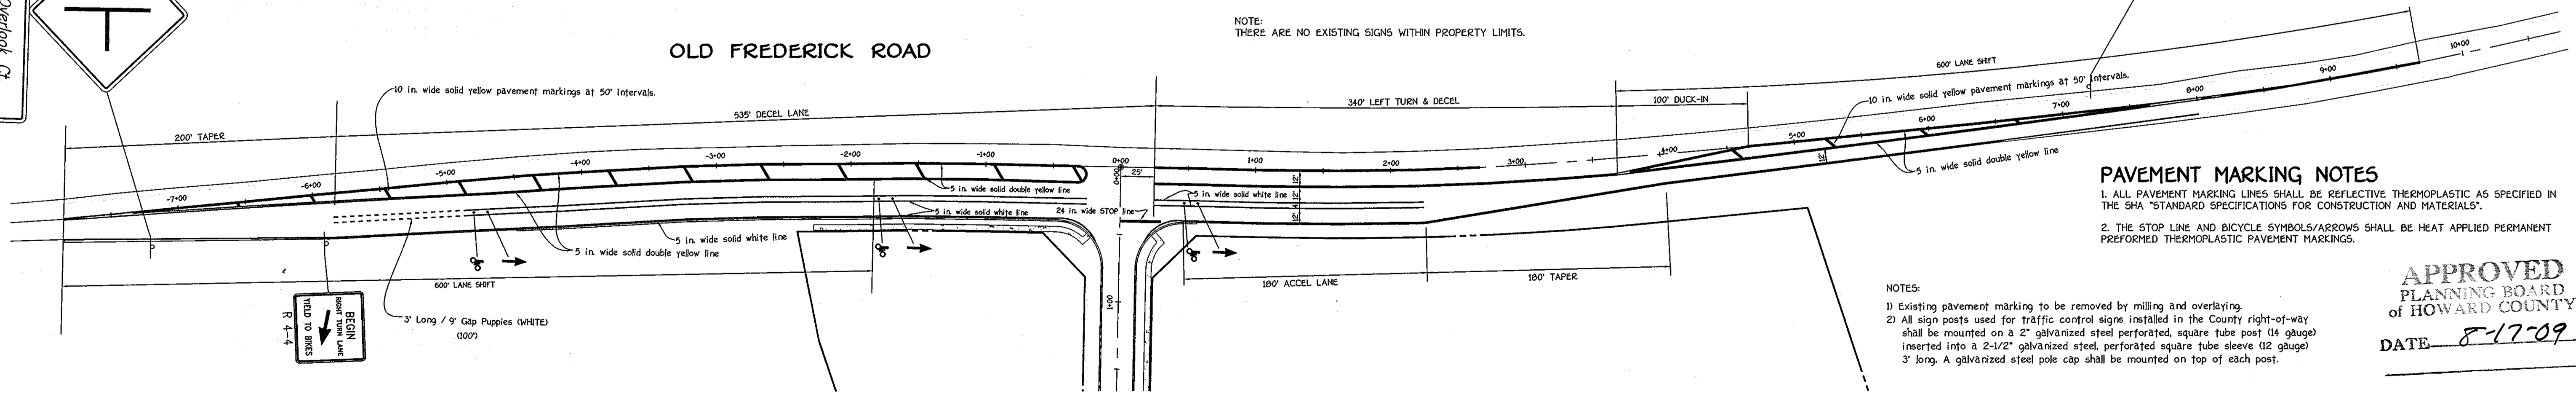 Overlook Ct
T
OLD FREDERICK ROAD
NOTE:
THERE ARE NO EXISTING SIGNS WITHIN PROPERTY LIMITS.
10 in. wide solid yellow pavement markings at 50' intervals.
200' TAPER
535' DECEL LANE
340' LEFT TURN & DECEL
600' LANE SHIFT
100' DUCK-IN
10 in. wide solid yellow pavement markings at 50' intervals.
-7+00
-6+00
-5+00
-4+00
-3+00
-2+00
-1+00
0+00
1+00
2+00
3+00
4+00
5+00
6+00
7+00
8+00
9+00
10+00
0+00
25'
12'
12'
4'
12'
12'
5 in. wide solid double yellow line
5 in. wide solid white line
5 in. wide solid white line
24 in. wide STOP line
5 in. wide solid double yellow line
5 in. wide solid white line
5 in. wide solid double yellow line
600' LANE SHIFT
180' ACCEL LANE
180' TAPER
1+00
3' Long / 9' Gap Puppies (WHITE)
(100')
BEGIN
RIGHT TURN LANE
YIELD TO BIKES
R 4-4
PAVEMENT MARKING NOTES
1. ALL PAVEMENT MARKING LINES SHALL BE REFLECTIVE THERMOPLASTIC AS SPECIFIED IN
THE SHA "STANDARD SPECIFICATIONS FOR CONSTRUCTION AND MATERIALS".
2. THE STOP LINE AND BICYCLE SYMBOLS/ARROWS SHALL BE HEAT APPLIED PERMANENT
PREFORMED THERMOPLASTIC PAVEMENT MARKINGS.
NOTES:
1) Existing pavement marking to be removed by milling and overlaying.
2) All sign posts used for traffic control signs installed in the County right-of-way
shall be mounted on a 2" galvanized steel perforated, square tube post (14 gauge)
inserted into a 2-1/2" galvanized steel, perforated square tube sleeve (12 gauge)
3' long. A galvanized steel pole cap shall be mounted on top of each post.
APPROVED
PLANNING BOARD
of HOWARD COUNTY
DATE 8-17-09